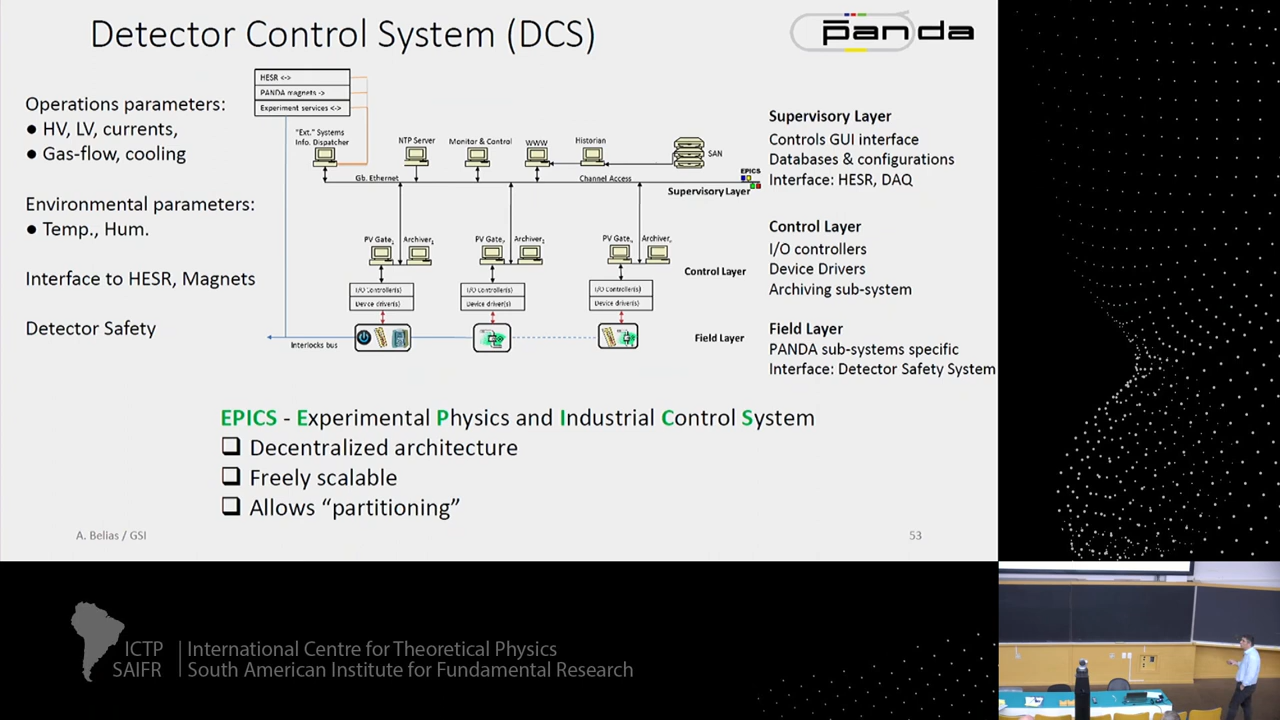 Detector Control System (DCS)
panda
Operations parameters:
● HV, LV, currents,
● Gas-flow, cooling
Environmental parameters:
● Temp., Hum.
Interface to HESR, Magnets
Detector Safety
HESR <->
PANDA magnets ->
Experiment services <->
"Ext." Systems
Info. Dispatcher
NTP Server
Monitor & Control
WWW
Historian
SAN
Gb. Ethernet
Channel Access
EPICS
Supervisory Layer
PV Gate,
Archiver,
PV Gate,
Archiver,
PV Gate,
Archiver,
Control Layer
I/O Controller(s)
Device driver(s)
I/O Controller(s)
Device driver(s)
I/O Controller(s)
Device driver(s)
Interlocks bus
Field Layer
Supervisory Layer
Controls GUI interface
Databases & configurations
Interface: HESR, DAQ
Control Layer
I/O controllers
Device Drivers
Archiving sub-system
Field Layer
PANDA sub-systems specific
Interface: Detector Safety System
EPICS - Experimental Physics and Industrial Control System
❑ Decentralized architecture
❑ Freely scalable
❑ Allows “partitioning”
A. Belias / GSI
53
ICTP
SAIFR
International Centre for Theoretical Physics
South American Institute for Fundamental Research